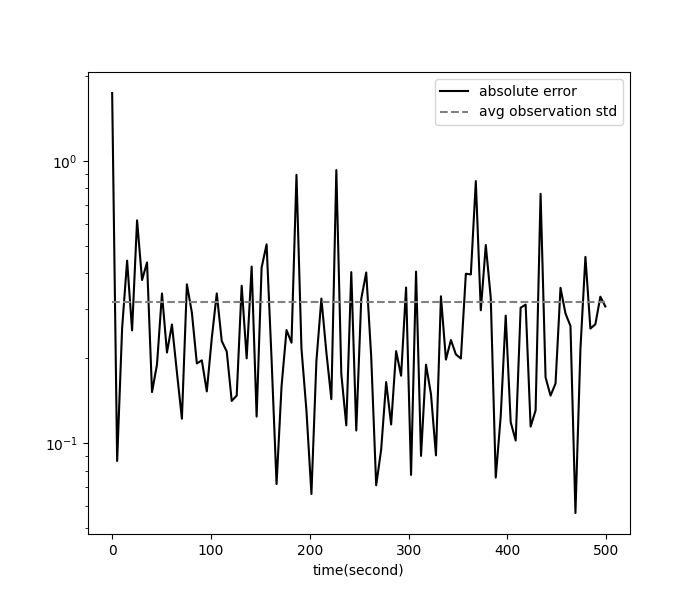 absolute error
avg observation std
10⁰
10⁻¹
0 100 200 300 400 500
time(second)